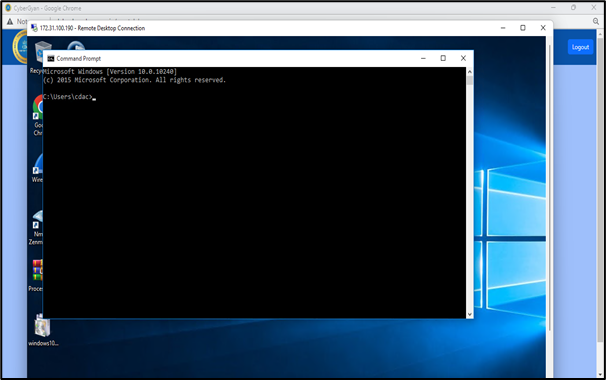 CyberGyan - Google Chrome
Not
Logout
172.31.100.190 - Remote Desktop Connection
Command Prompt
Microsoft Windows [Version 10.0.10240]
(c) 2015 Microsoft Corporation. All rights reserved.
C:\Users\cdac>
Recy
Goo
Chr
Wire
Nm
Zenm
Proce
windows10...